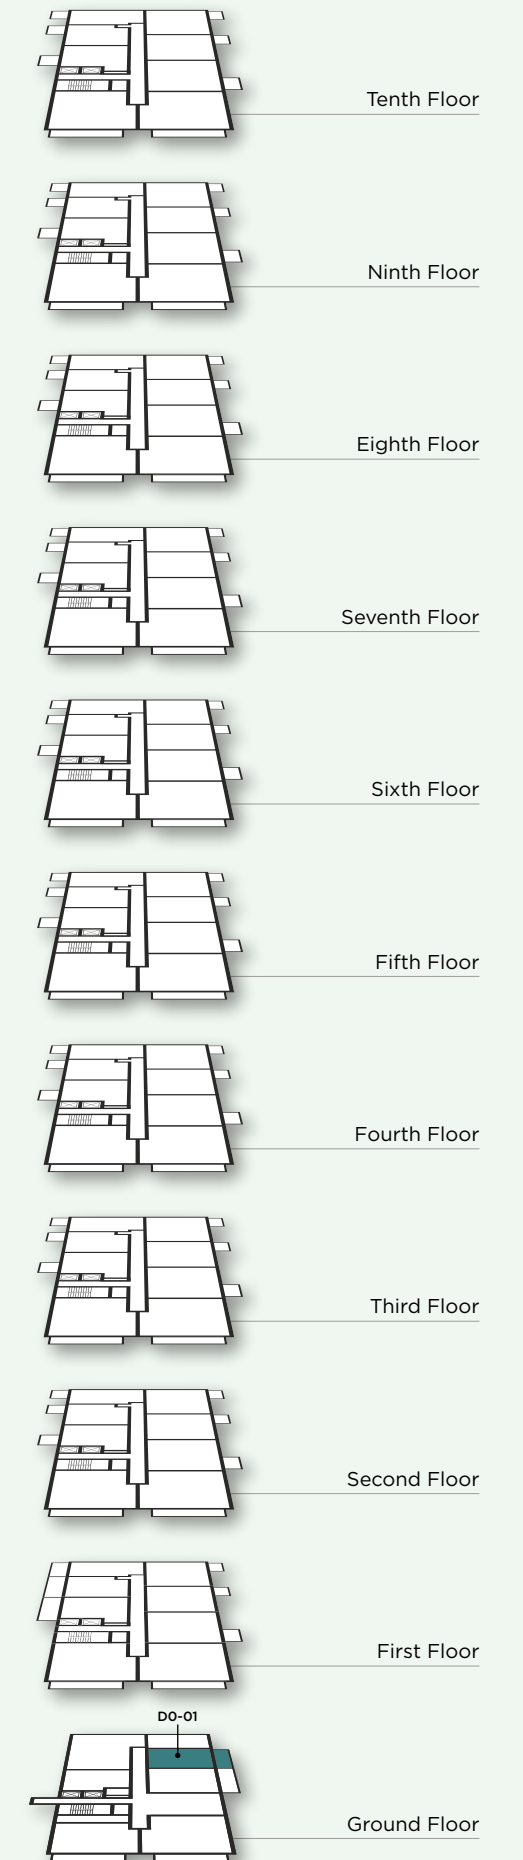 Tenth Floor
Ninth Floor
Eighth Floor
Seventh Floor
Sixth Floor
Fifth Floor
Fourth Floor
Third Floor
Second Floor
First Floor
D0-01
Ground Floor